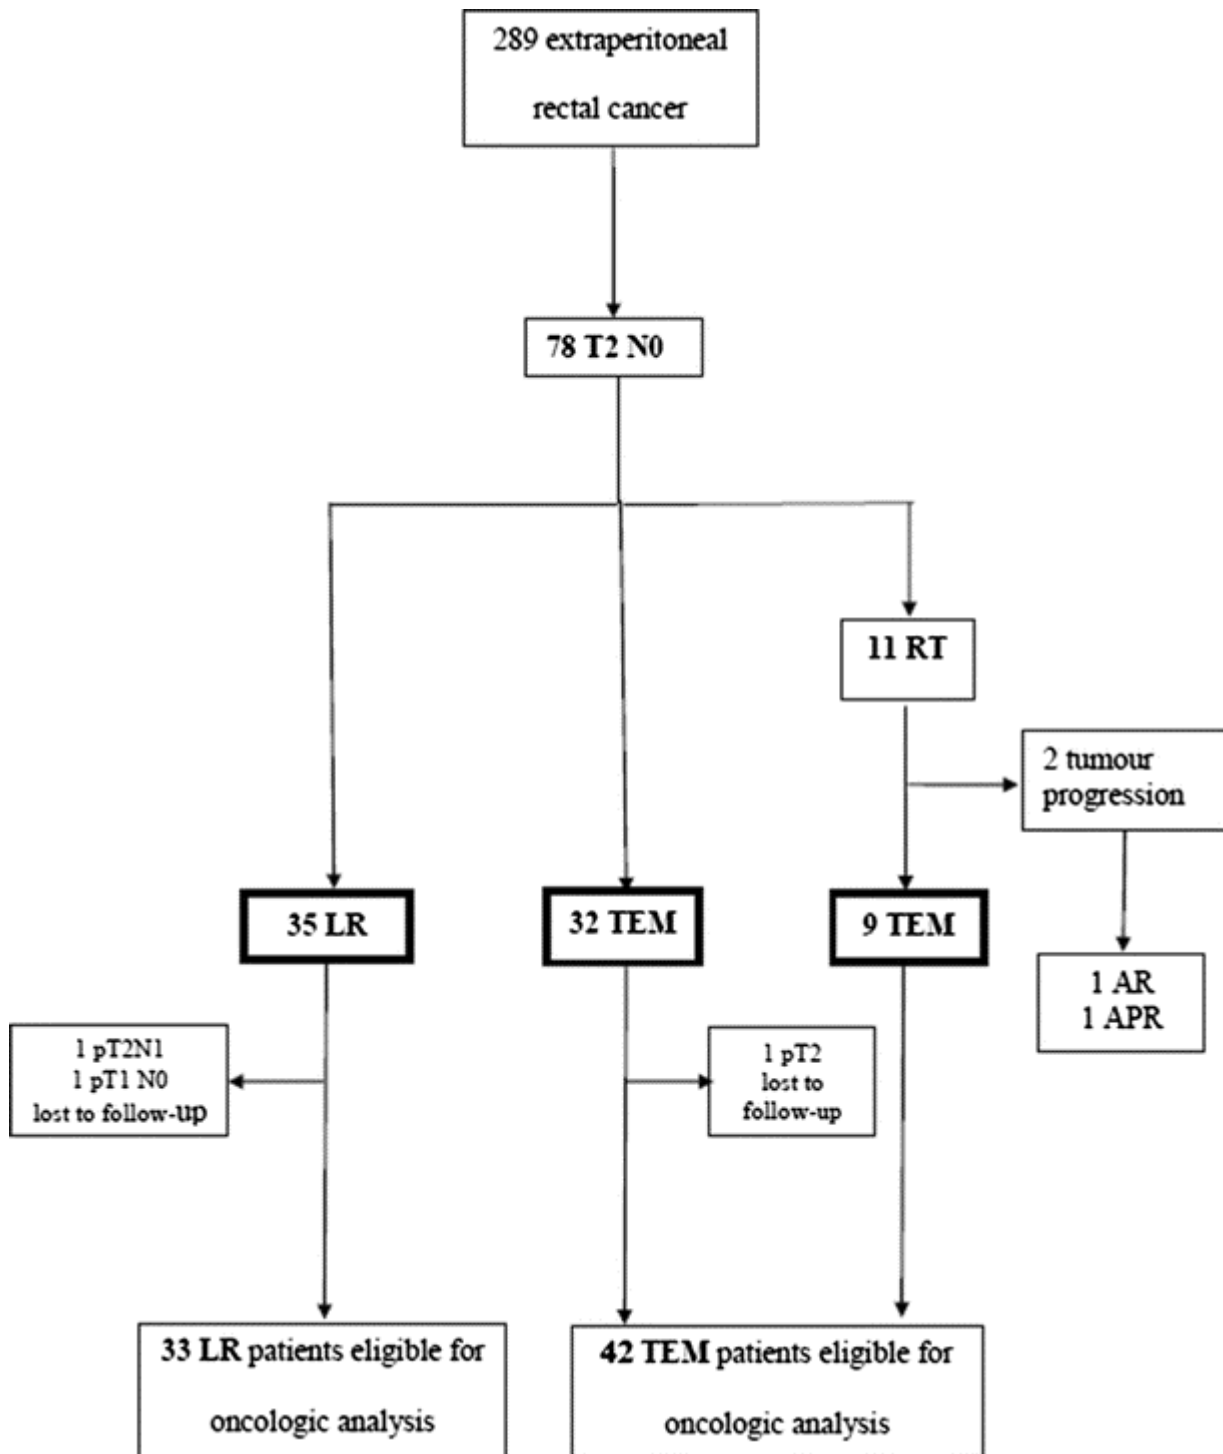 289 extraperitoneal
rectal cancer
78 T2 N0
11 RT
2 tumour
progression
35 LR
32 TEM
9 TEM
1 AR
1 APR
1 pT2N1
1 pT1 N0
lost to follow-up
1 pT2
lost to
follow-up
33 LR patients eligible for
oncologic analysis
42 TEM patients eligible for
oncologic analysis